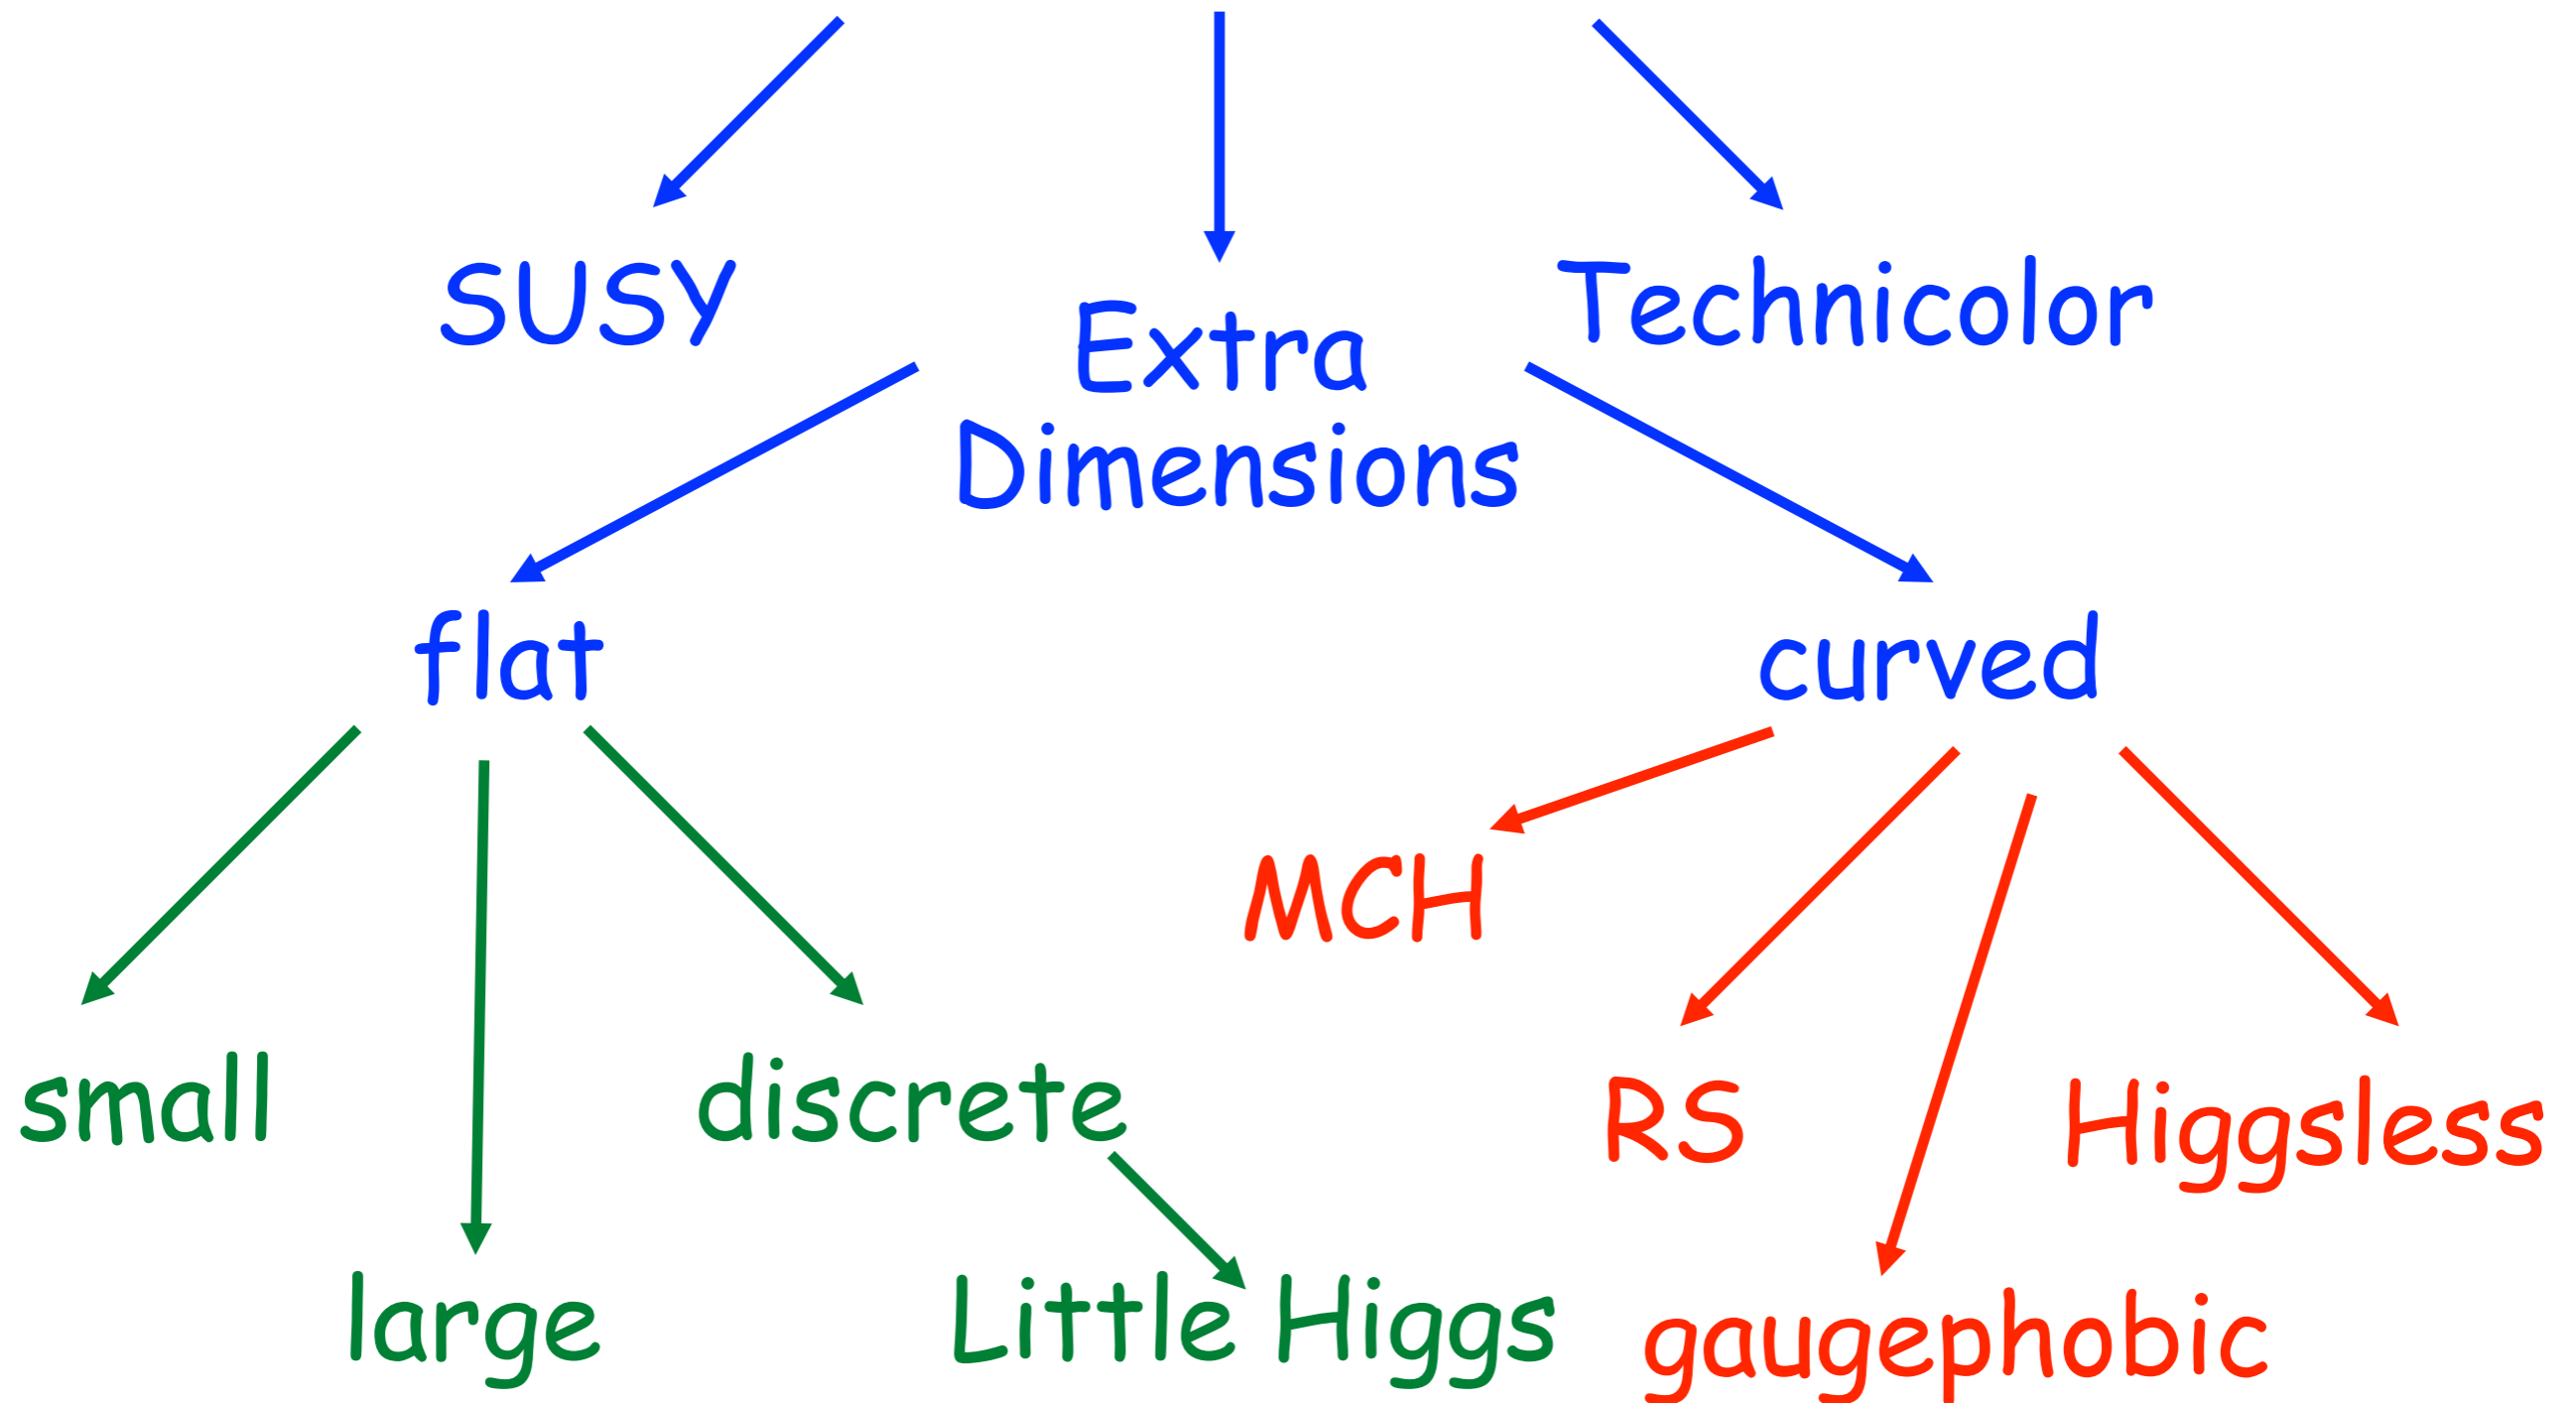 SUSY
Extra
Dimensions
Technicolor
flat
curved
MCH
small
discrete
RS
Higgsless
large
Little Higgs
gaugephobic